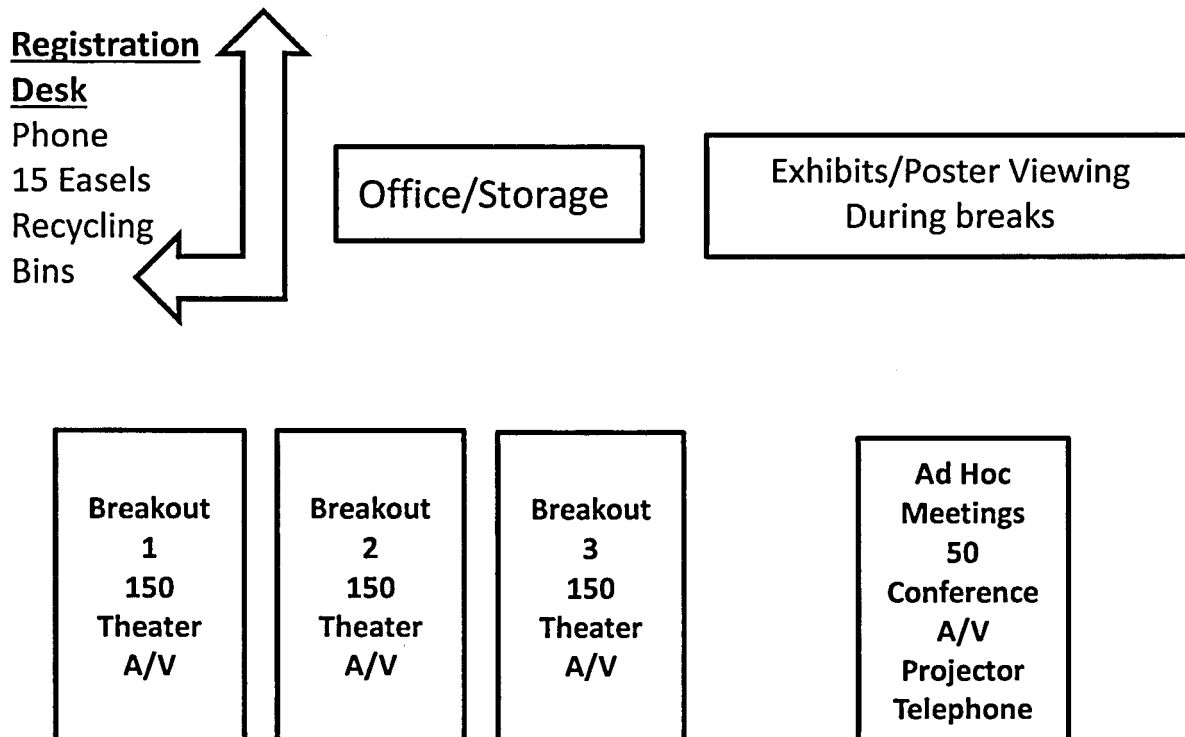 Registration
Desk
Phone
15 Easels
Recycling
Bins
Office/Storage
Exhibits/Poster Viewing
During breaks
Breakout
1
150
Theater
A/V
Breakout
2
150
Theater
A/V
Breakout
3
150
Theater
A/V
Ad Hoc
Meetings
50
Conference
A/V
Projector
Telephone